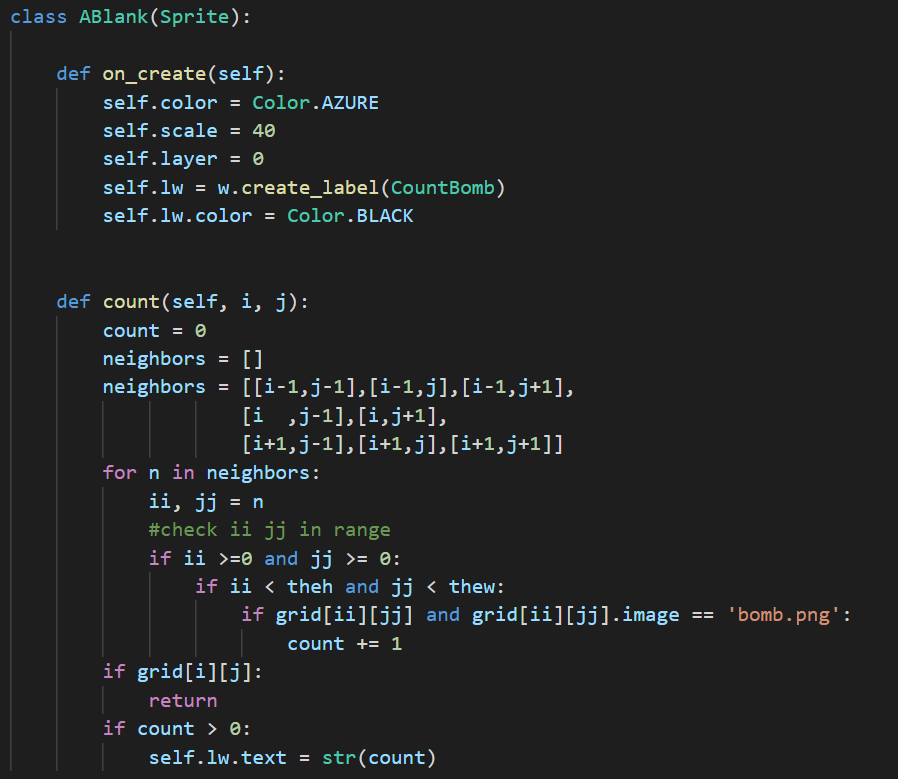 class ABlank(Sprite):
    def on_create(self):
        self.color = Color.AZURE
        self.scale = 40
        self.layer = 0
        self.lw = w.create_label(CountBomb)
        self.lw.color = Color.BLACK
    def count(self, i, j):
        count = 0
        neighbors = []
        neighbors = [[i-1,j-1],[i-1,j],[i-1,j+1],
                    [i  ,j-1],[i,j+1],
                    [i+1,j-1],[i+1,j],[i+1,j+1]]
        for n in neighbors:
            ii, jj = n
            #check ii jj in range
            if ii >=0 and jj >= 0:
                if ii < theh and jj < thew:
                    if grid[ii][jj] and grid[ii][jj].image == 'bomb.png':
                        count += 1
        if grid[i][j]:
            return
        if count > 0:
            self.lw.text = str(count)